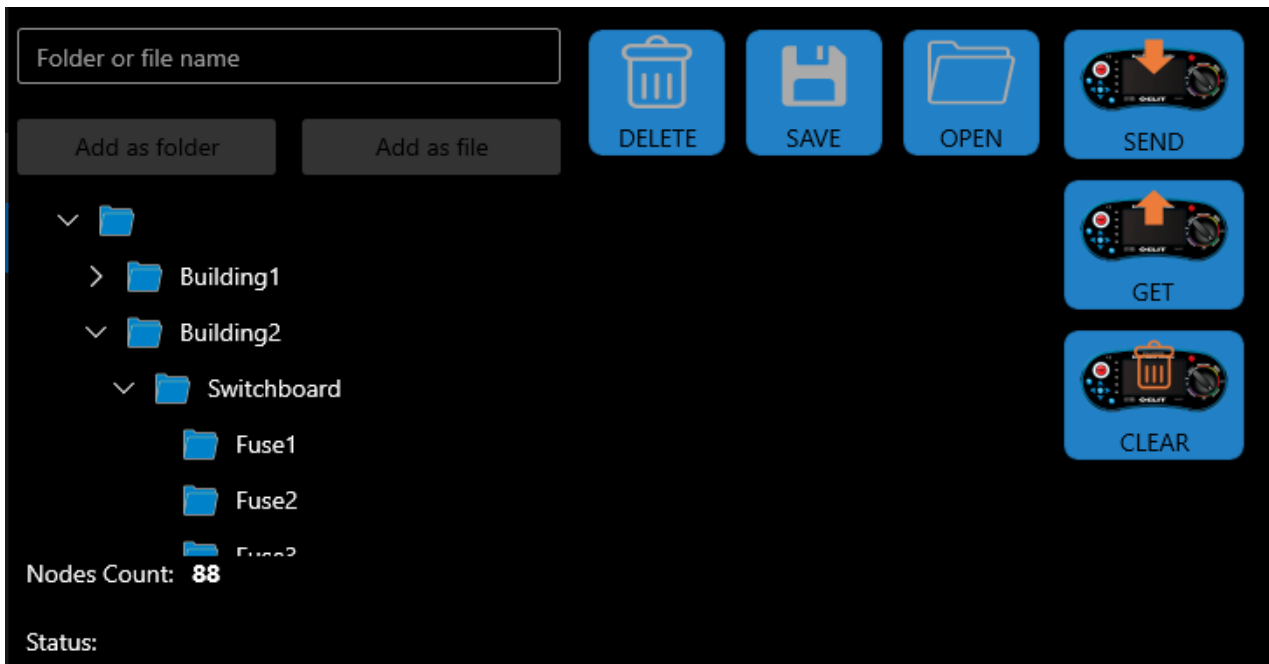 Folder or file name
Add as folder
Add as file
DELETE
SAVE
OPEN
SEND
GET
CLEAR
Building1
Building2
Switchboard
Fuse1
Fuse2
Nodes Count: 88
Status: